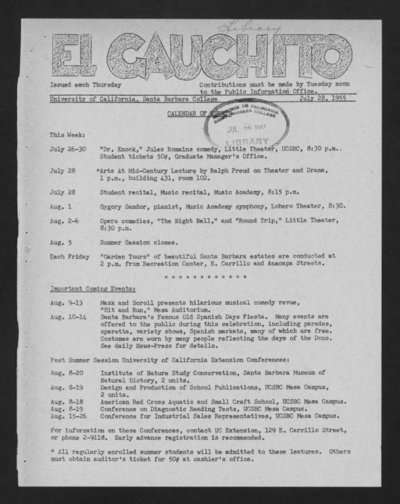 Library
EL GAUCHITO
Issued each Thursday Contributions must be made by Tuesday noon
to the Public Information Office.
University of California, Santa Barbara College July 28, 1955
CALENDAR OF
LIBRARY
This Week:
July 26-30 "Dr. Knock," Jules Romains comedy, Little Theater, UCSBC, 8:30 p.m..
Student tickets 50¢, Graduate Manager's Office.
July 28 *Arts At Mid-Century Lecture by Ralph Freud on Theater and Drama,
1 p.m., building 431, room 102.
July 28 Student recital, Music recital, Music Academy, 8:15 p.m.
Aug. 1 Gyorgy Sandor, pianist, Music Academy symphony, Lobero Theater, 8:30.
Aug. 2-6 Opera comedies, "The Night Bell," and "Round Trip," Little Theater,
8:30 p.m.
Aug. 5 Summer Session closes.
Each Friday "Garden Tours" of beautiful Santa Barbara estates are conducted at
2 p.m. from Recreation Center, E. Carrillo and Anacapa Streets.
* * * * * * * * * * * *
Important Coming Events:
Aug. 9-13 Mask and Scroll presents hilarious musical comedy revue,
"Hit and Run," Mesa Auditorium.
Aug. 10-14 Santa Barbara's Famous Old Spanish Days Fiesta. Many events are
offered to the public during this celebration, including parades,
operetta, variety shows, Spanish markets, many of which are free.
Costumes are worn by many people reflecting the days of the Dons.
See daily News-Press for details.
Post Summer Session University of California Extension Conferences:
Aug. 8-20 Institute of Nature Study Conservation, Santa Barbara Museum of
Natural History, 2 units.
Aug. 8-19 Design and Production of School Publications, UCSBC Mesa Campus,
2 units.
Aug. 8-18 American Red Cross Aquatic and Small Craft School, UCSBC Mesa Campus.
Aug. 8-19 Conference on Diagnostic Reading Tests, UCSBC Mesa Campus.
Aug. 15-26 Conference for Industrial Sales Representatives, UCSBC Mesa Campus.
For information on these Conferences, contact UC Extension, 129 E. Carrillo Street,
or phone 2-9118. Early advance registration is recommended.
* All regularly enrolled summer students will be admitted to these lectures. Others
must obtain auditor's ticket for 50¢ at cashier's office.